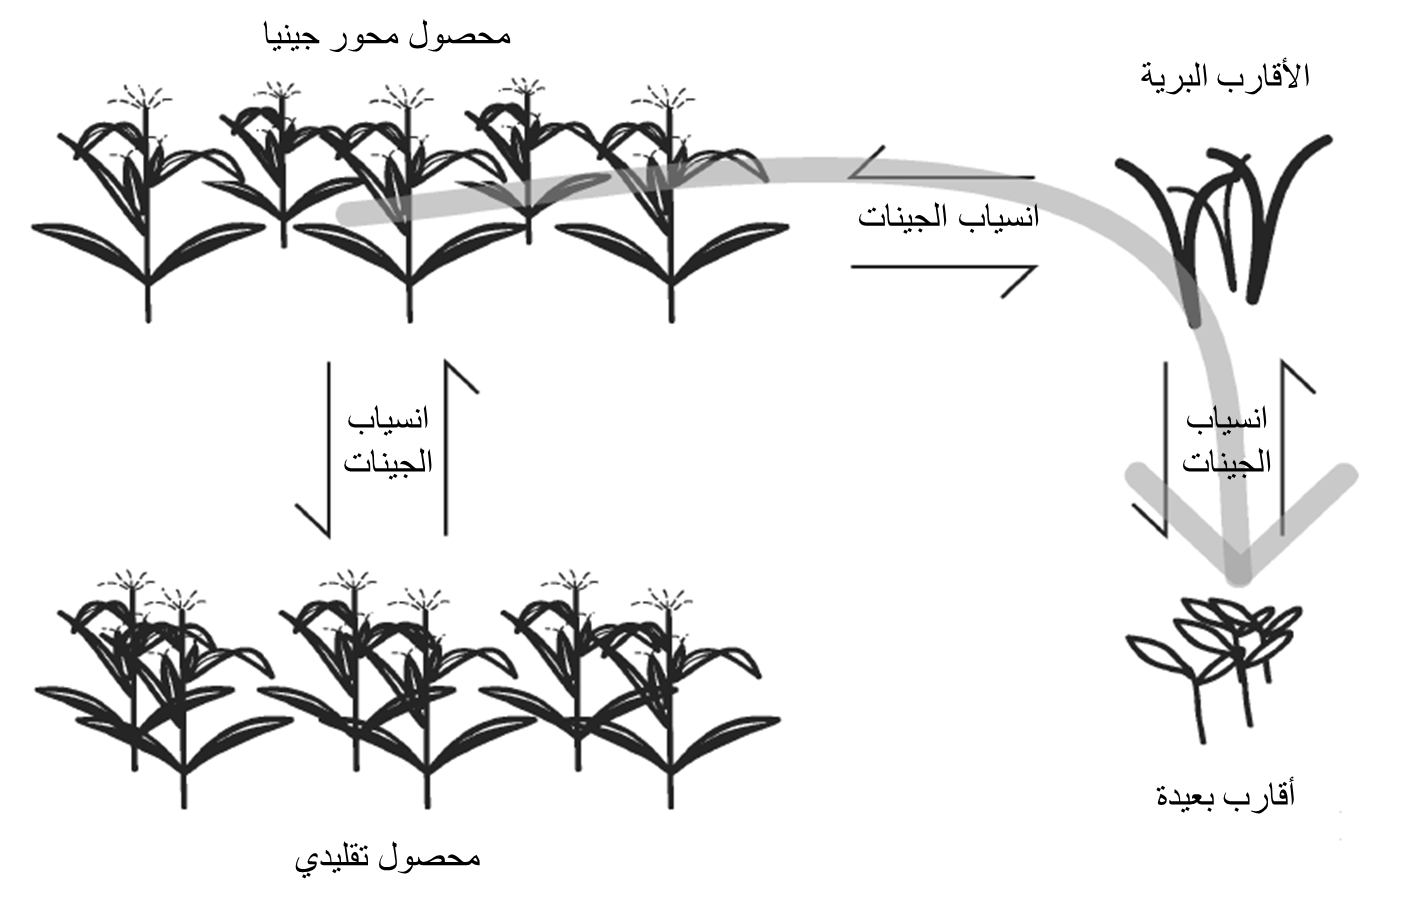 محصول محور جينيا
الأقارب البرية
انسياب الجينات
انسياب
الجينات
انسياب
الجينات
أقارب بعيدة
محصول تقليدي